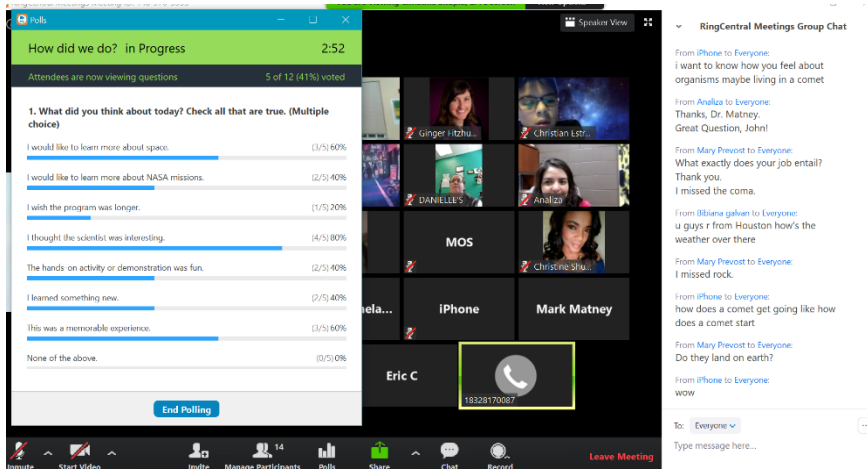 Polls
Speaker View
How did we do? in Progress
2:52
Attendees are now viewing questions
5 of 12 (41%) voted
1. What did you think about today? Check all that are true. (Multiple
choice)
I would like to learn more about space.
(3/5) 60%
I would like to learn more about NASA missions.
(2/5) 40%
I wish the program was longer.
(1/5) 20%
I thought the scientist was interesting.
(4/5) 80%
The hands-on activity or demonstration was fun.
(2/5) 40%
I learned something new.
(2/5) 40%
This was a memorable experience.
(3/5) 60%
None of the above.
(0/5) 0%
End Polling
Ginger Fitzhu...
Christian Estr...
DANIELLE'S
Analiza
MOS
Christine Shu...
ela...
iPhone
Mark Matney
Eric C
18328170087
Start Video
Invite
14
Manage Participants
Polls
Share
Chat
Record
Leave Meeting
RingCentral Meetings Group Chat
From iPhone to Everyone:
i want to know how you feel about
organisms maybe living in a comet
From Analiza to Everyone:
Thanks, Dr. Matney.
Great Question, John!
From Mary Prevost to Everyone:
What exactly does your job entail?
Thank you.
I missed the coma.
From Bibiana galvan to Everyone:
u guys r from Houston how's the
weather over there
From Mary Prevost to Everyone:
I missed rock.
From iPhone to Everyone:
how does a comet get going like how
does a comet start
From Mary Prevost to Everyone:
Do they land on earth?
From iPhone to Everyone:
wow
To: Everyone
Type message here...